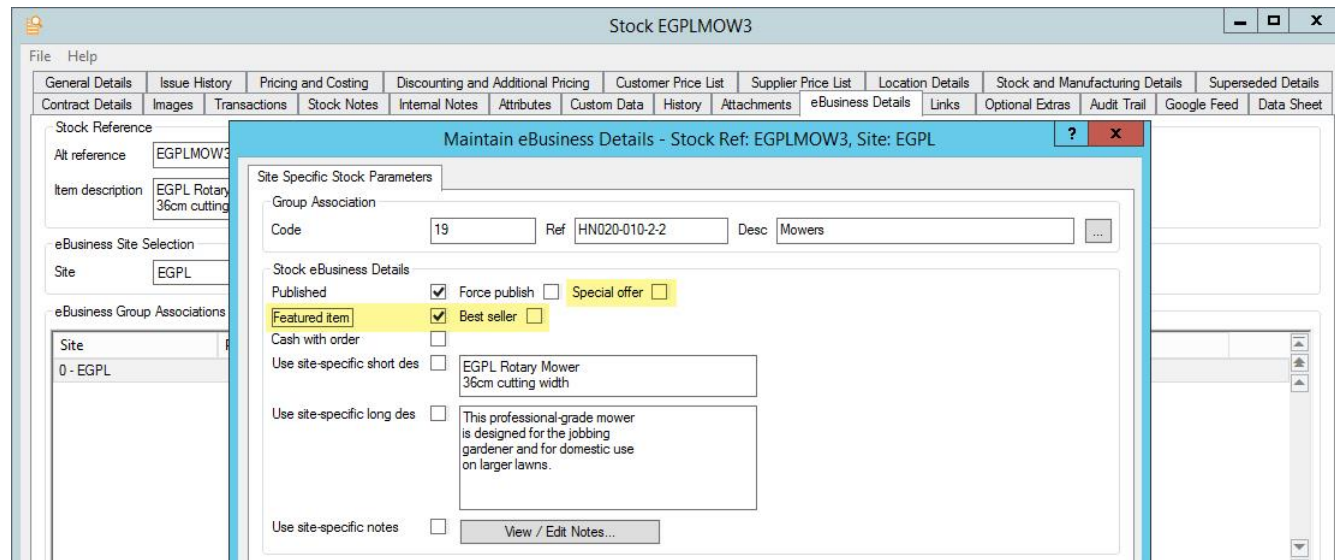 Stock EGPLMOW3
File Help
General Details Issue History Pricing and Costing Discounting and Additional Pricing Customer Price List Supplier Price List Location Details Stock and Manufacturing Details Superseded Details
Contract Details Images Transactions Stock Notes Internal Notes Attributes Custom Data History Attachments eBusiness Details Links Optional Extras Audit Trail Google Feed Data Sheet
Stock Reference
Alt reference EGPLMOW3
Item description EGPL Rotary
36cm cutting
eBusiness Site Selection
Site EGPL
eBusiness Group Associations
Site
0 - EGPL
Maintain eBusiness Details - Stock Ref: EGPLMOW3, Site: EGPL ? x
Site Specific Stock Parameters
Group Association
Code 19 Ref HN020-010-2-2 Desc Mowers ...
Stock eBusiness Details
Published Force publish Special offer
Featured item Best seller
Cash with order
Use site-specific short des EGPL Rotary Mower
36cm cutting width
Use site-specific long des This professional-grade mower
is designed for the jobbing
gardener and for domestic use
on larger lawns.
Use site-specific notes View / Edit Notes...